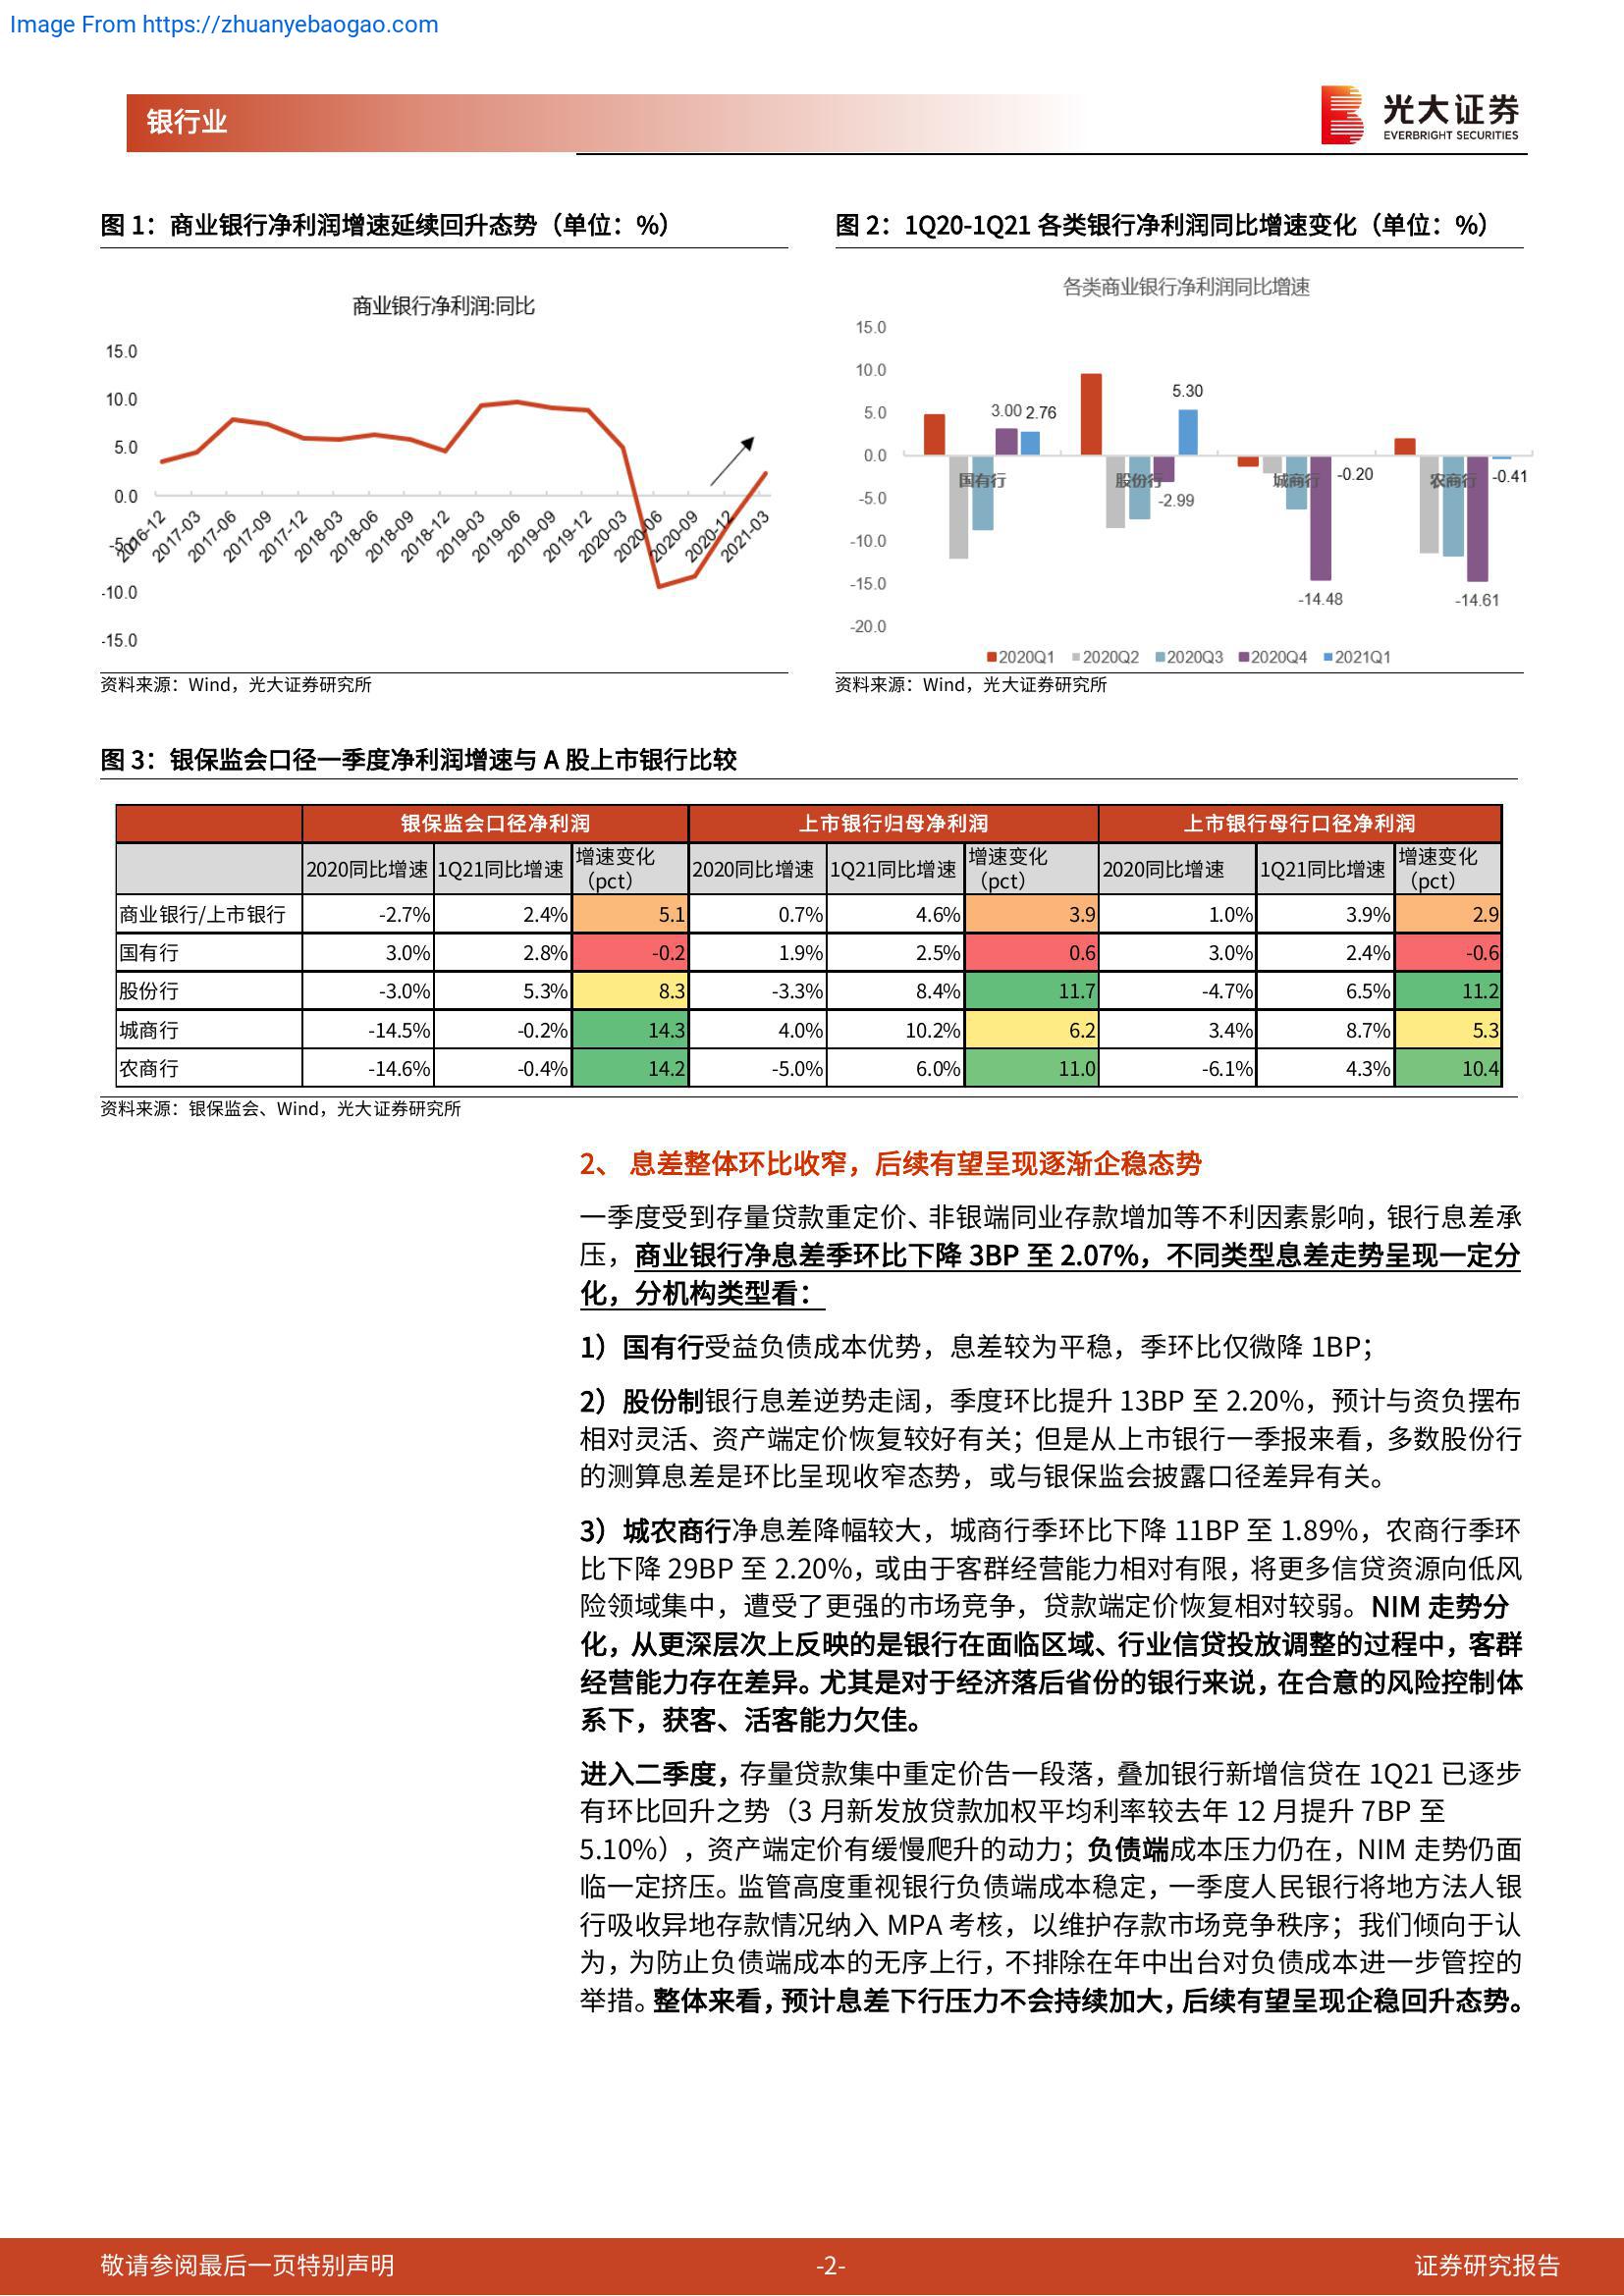 Image From https://zhuanyebaogao.com
银行业
光大证券
EVERBRIGHT SECURITIES
图 1：商业银行净利润增速延续回升态势（单位：%）
商业银行净利润:同比
15.0
10.0
5.0
0.0
-5.0
-10.0
-15.0
2016-12
2017-03
2017-06
2017-09
2017-12
2018-03
2018-06
2018-09
2018-12
2019-03
2019-06
2019-09
2019-12
2020-03
2020-06
2020-09
2020-12
2021-03
资料来源：Wind，光大证券研究所
图 2：1Q20-1Q21 各类银行净利润同比增速变化（单位：%）
各类商业银行净利润同比增速
15.0
10.0
5.0
0.0
-5.0
-10.0
-15.0
-20.0
3.00 2.76
5.30
国有行
股份行
城商行
农商行
-2.99
-0.20
-0.41
-14.48
-14.61
2020Q1 2020Q2 2020Q3 2020Q4 2021Q1
资料来源：Wind，光大证券研究所
图 3：银保监会口径一季度净利润增速与 A 股上市银行比较
银保监会口径净利润 上市银行归母净利润 上市银行母行口径净利润
2020同比增速 1Q21同比增速 增速变化（pct） 2020同比增速 1Q21同比增速 增速变化（pct） 2020同比增速 1Q21同比增速 增速变化（pct）
商业银行/上市银行 -2.7% 2.4% 5.1 0.7% 4.6% 3.9 1.0% 3.9% 2.9
国有行 3.0% 2.8% -0.2 1.9% 2.5% 0.6 3.0% 2.4% -0.6
股份行 -3.0% 5.3% 8.3 -3.3% 8.4% 11.7 -4.7% 6.5% 11.2
城商行 -14.5% -0.2% 14.3 4.0% 10.2% 6.2 3.4% 8.7% 5.3
农商行 -14.6% -0.4% 14.2 -5.0% 6.0% 11.0 -6.1% 4.3% 10.4
资料来源：银保监会、Wind，光大证券研究所
2、 息差整体环比收窄，后续有望呈现逐渐企稳态势
一季度受到存量贷款重定价、非银端同业存款增加等不利因素影响，银行息差承
压，商业银行净息差季环比下降 3BP 至 2.07%，不同类型息差走势呈现一定分
化，分机构类型看：
1）国有行受益负债成本优势，息差较为平稳，季环比仅微降 1BP；
2）股份制银行息差逆势走阔，季度环比提升 13BP 至 2.20%，预计与资负摆布
相对灵活、资产端定价恢复较好有关；但是从上市银行一季报来看，多数股份行
的测算息差是环比呈现收窄态势，或与银保监会披露口径差异有关。
3）城农商行净息差降幅较大，城商行季环比下降 11BP 至 1.89%，农商行季环
比下降 29BP 至 2.20%，或由于客群经营能力相对有限，将更多信贷资源向低风
险领域集中，遭受了更强的市场竞争，贷款端定价恢复相对较弱。NIM 走势分
化，从更深层次上反映的是银行在面临区域、行业信贷投放调整的过程中，客群
经营能力存在差异。尤其是对于经济落后省份的银行来说，在合意的风险控制体
系下，获客、活客能力欠佳。
进入二季度，存量贷款集中重定价告一段落，叠加银行新增信贷在 1Q21 已逐步
有环比回升之势（3 月新发放贷款加权平均利率较去年 12 月提升 7BP 至
5.10%），资产端定价有缓慢爬升的动力；负债端成本压力仍在，NIM 走势仍面
临一定挤压。监管高度重视银行负债端成本稳定，一季度人民银行将地方法人银
行吸收异地存款情况纳入 MPA 考核，以维护存款市场竞争秩序；我们倾向于认
为，为防止负债端成本的无序上行，不排除在年中出台对负债成本进一步管控的
举措。整体来看，预计息差下行压力不会持续加大，后续有望呈现企稳回升态势。
敬请参阅最后一页特别声明
-2-
证券研究报告